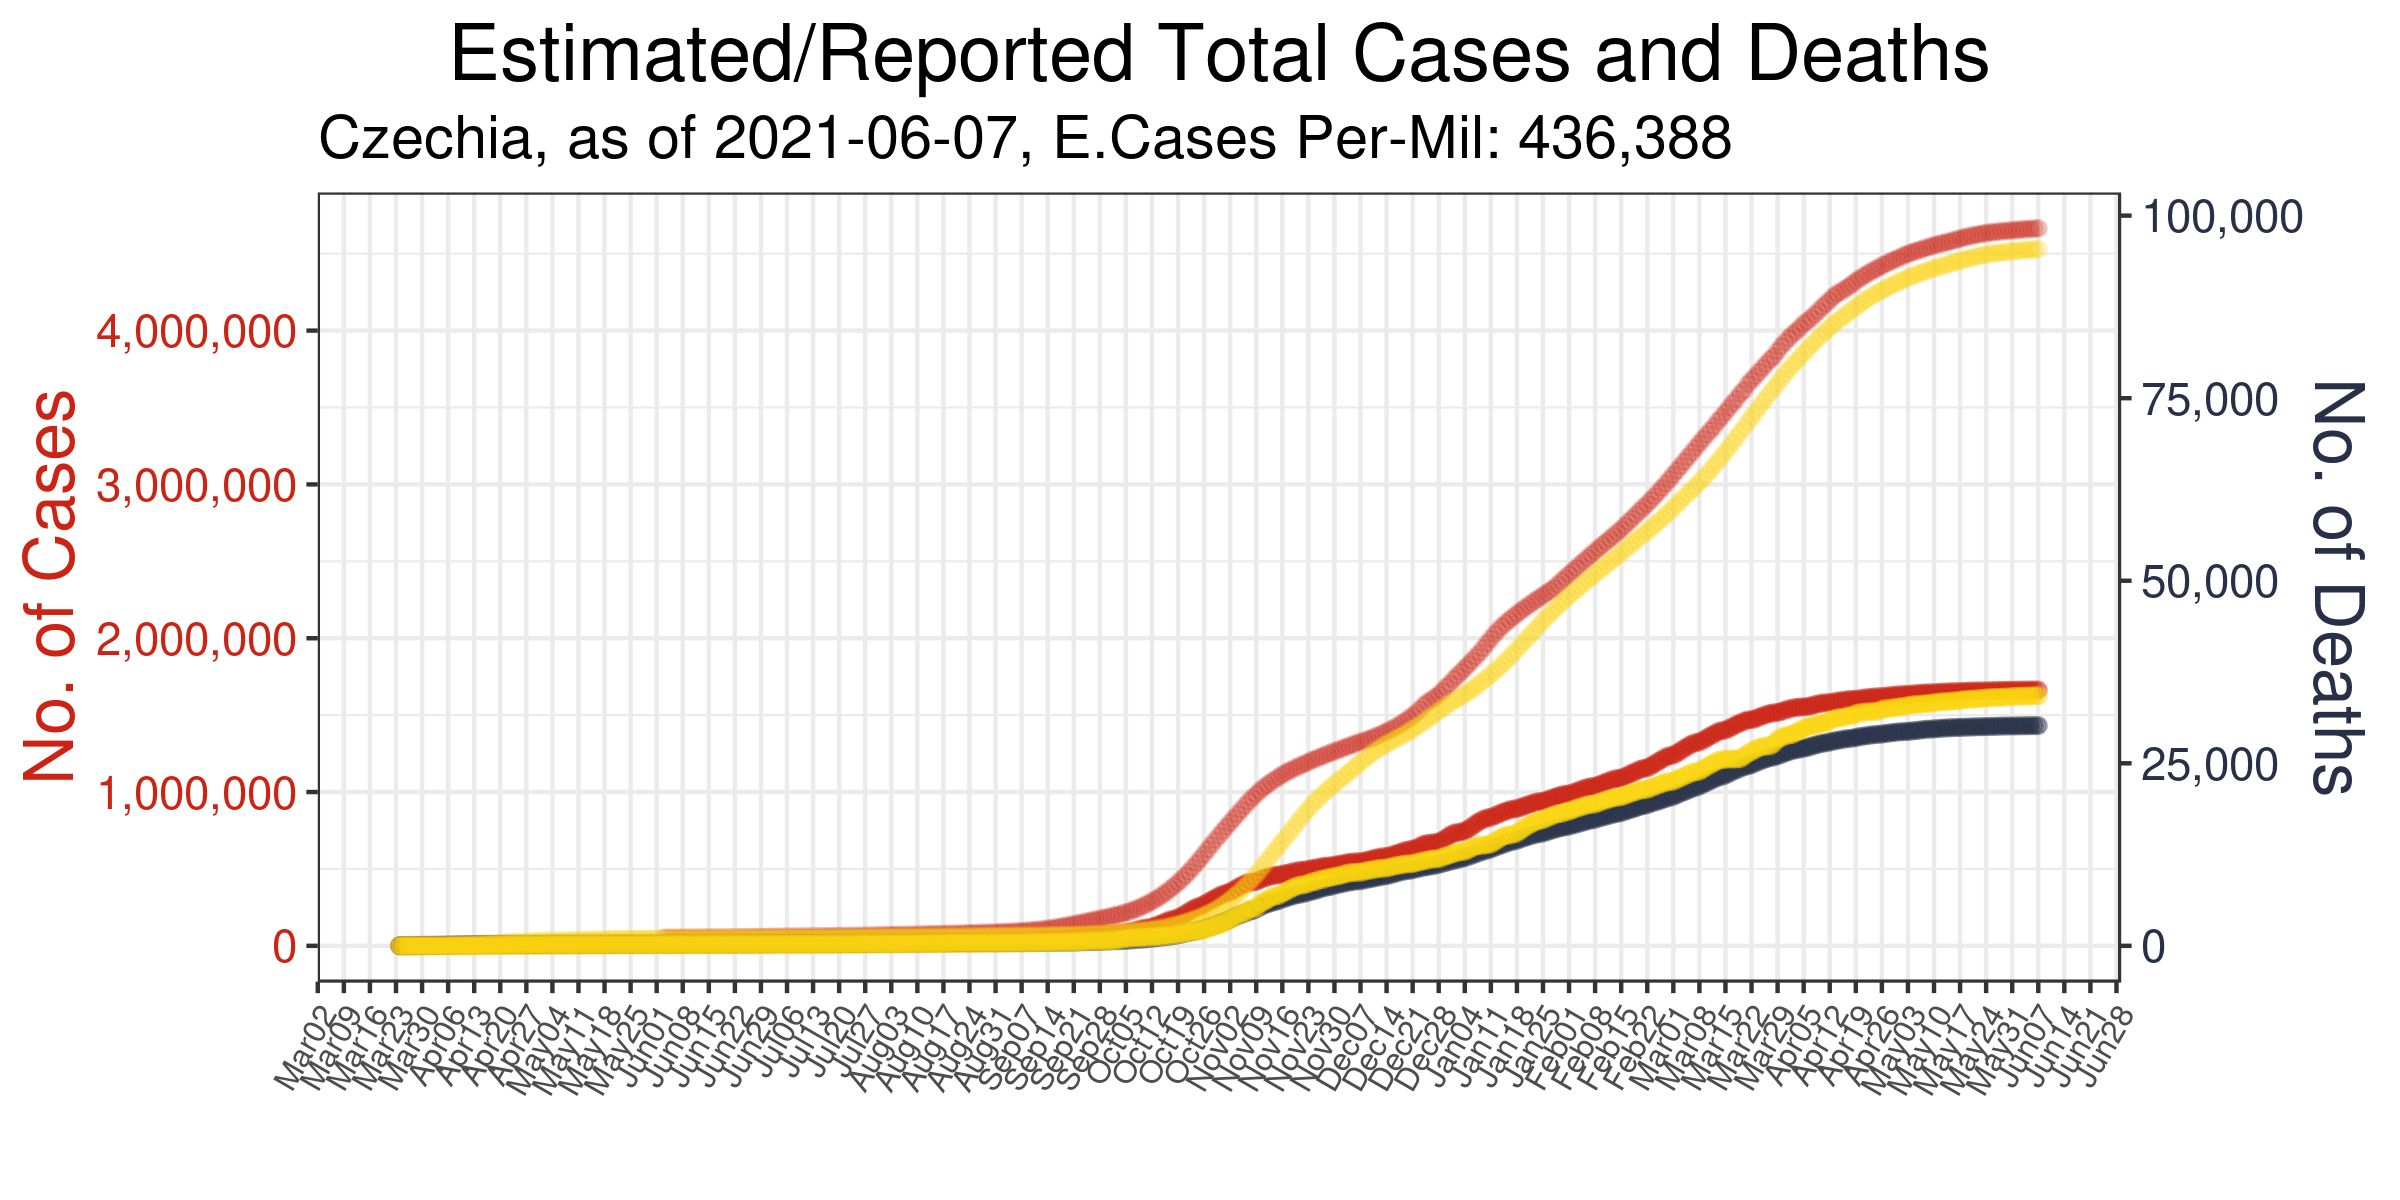 Estimated/Reported Total Cases and Deaths
Czechia, as of 2021-06-07, E.Cases Per-Mil: 436,388
No. of Cases
4,000,000
3,000,000
2,000,000
1,000,000
0
100,000
75,000
50,000
25,000
0
No. of Deaths
Mar02
Mar09
Mar16
Mar23
Mar30
Apr06
Apr13
Apr20
Apr27
May04
May11
May18
May25
Jun01
Jun08
Jun15
Jun22
Jun29
Jul06
Jul13
Jul20
Jul27
Aug03
Aug10
Aug17
Aug24
Aug31
Sep07
Sep14
Sep21
Sep28
Oct05
Oct12
Oct19
Oct26
Nov02
Nov09
Nov16
Nov23
Nov30
Dec07
Dec14
Dec21
Dec28
Dec04
Jan11
Jan18
Jan25
Feb01
Feb08
Feb15
Feb22
Mar01
Mar08
Mar15
Mar22
Mar29
Apr05
Apr12
Apr19
Apr26
May03
May10
May17
May24
May31
Jun07
Jun14
Jun21
Jun28